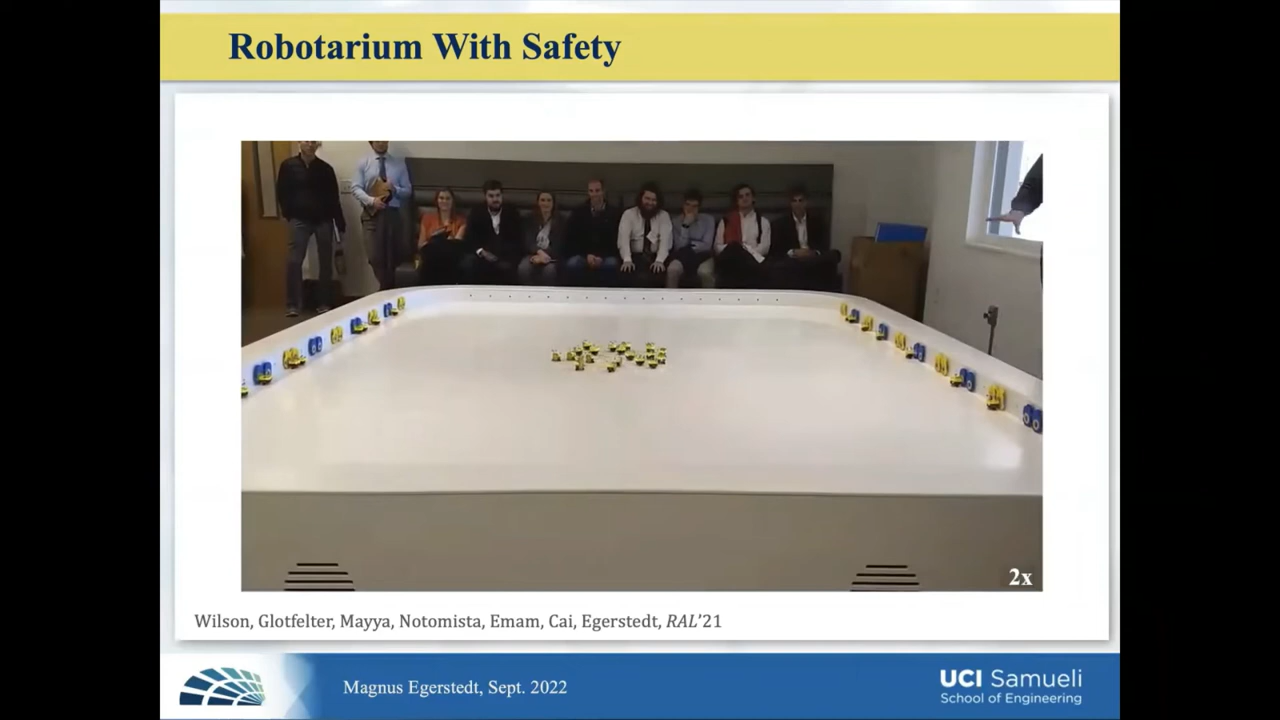 Robotarium With Safety
2x
Wilson, Glotfelter, Mayya, Notomista, Emam, Cai, Egerstedt, RAL'21
Magnus Egerstedt, Sept. 2022
UCI Samueli
School of Engineering